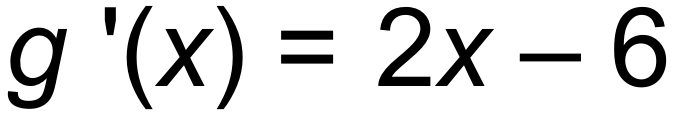 g '(x) = 2x – 6